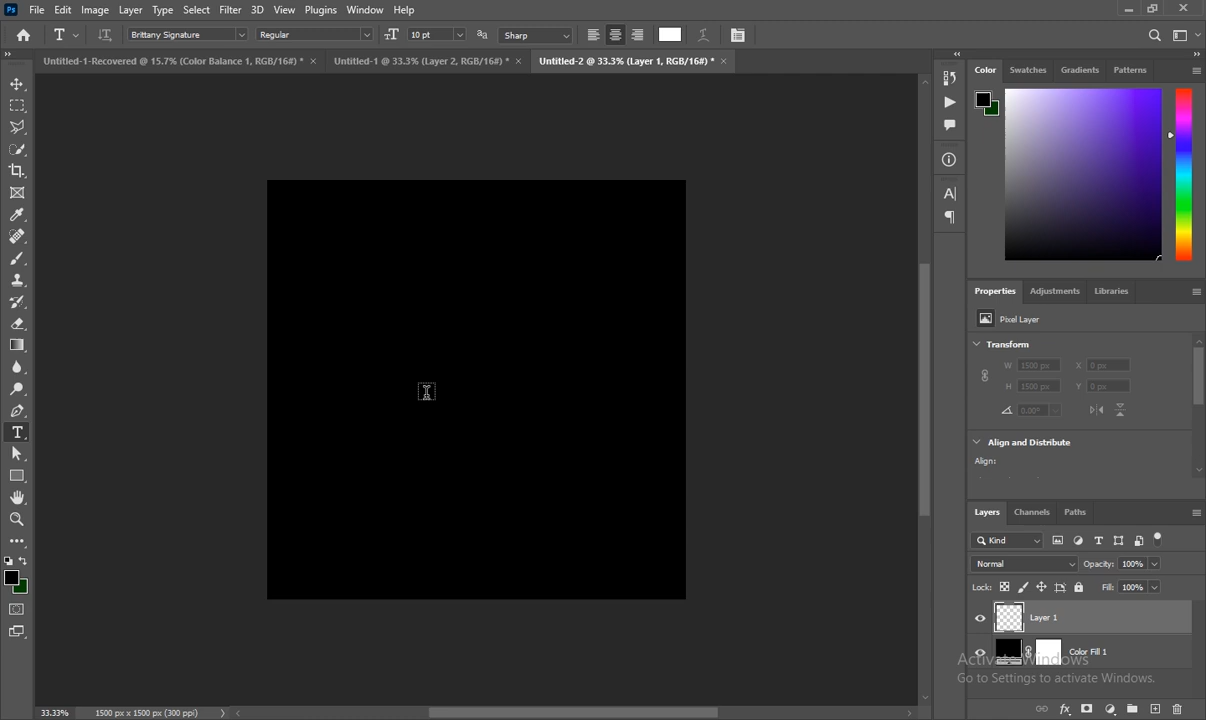 Ps File Edit Image Layer Type Select Filter 3D View Plugins Window Help
T Brittany Signature Regular 10 pt aa Sharp
Untitled-1-Recovered @ 15.7% (Color Balance 1, RGB/16#) * × Untitled-1 @ 33.3% (Layer 2, RGB/16#) * × Untitled-2 @ 33.3% (Layer 1, RGB/16#) * ×
Color Swatches Gradients Patterns
Properties Adjustments Libraries
Pixel Layer
Transform
W 1500 px X 0 px
H 1500 px Y 0 px
0.00°
Align and Distribute
Align:
Layers Channels Paths
Kind
Normal Opacity: 100%
Lock: Fill: 100%
Layer 1
Color Fill 1
Activate Windows
Go to Settings to activate Windows.
33.33% 1500 px x 1500 px (300 ppi)